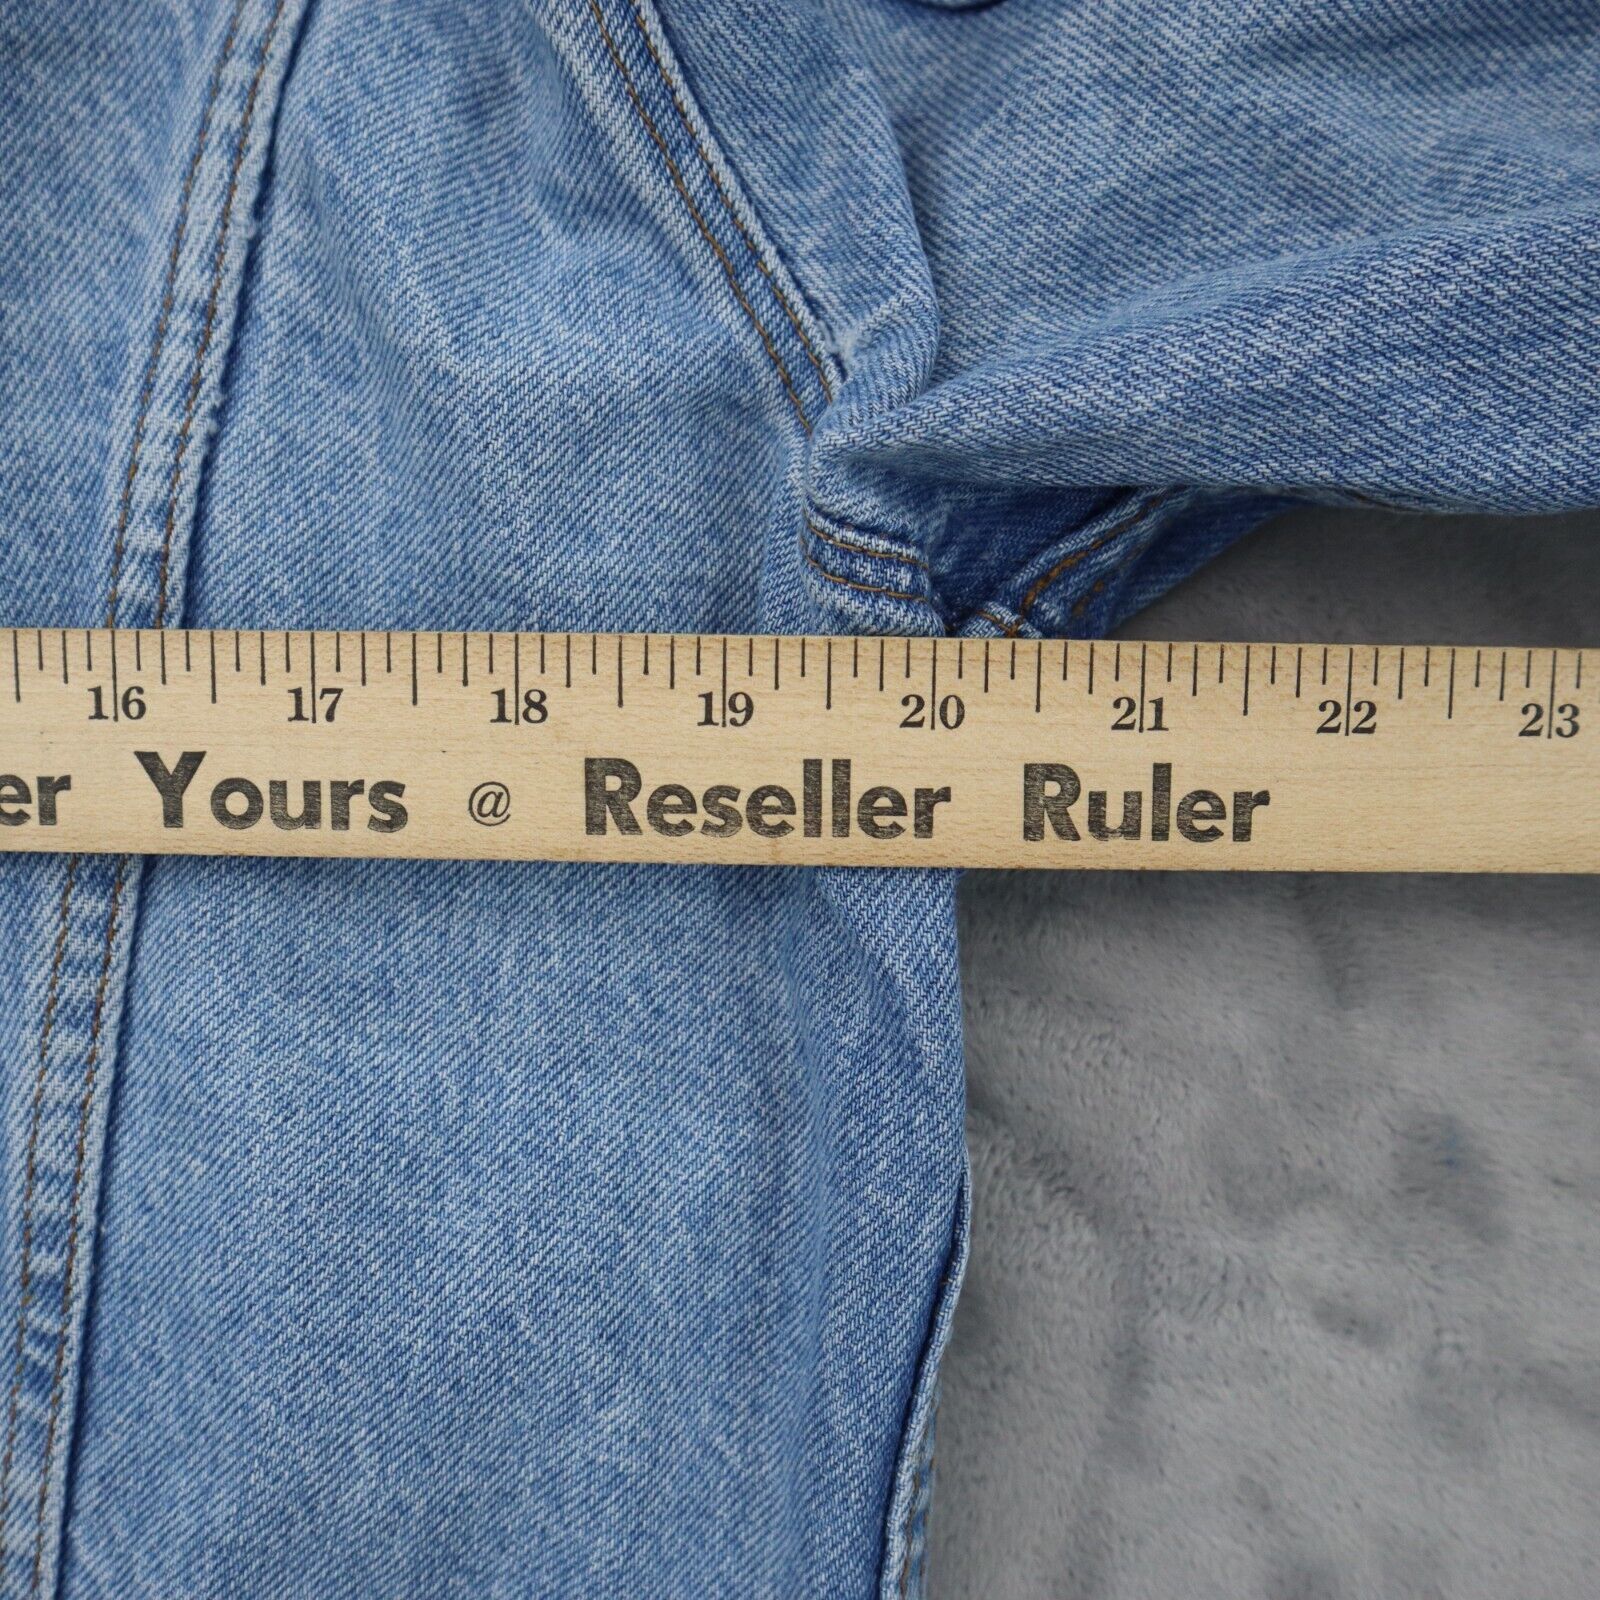 16 17 18 19 20 21 22 23
er Yours @ Reseller Ruler